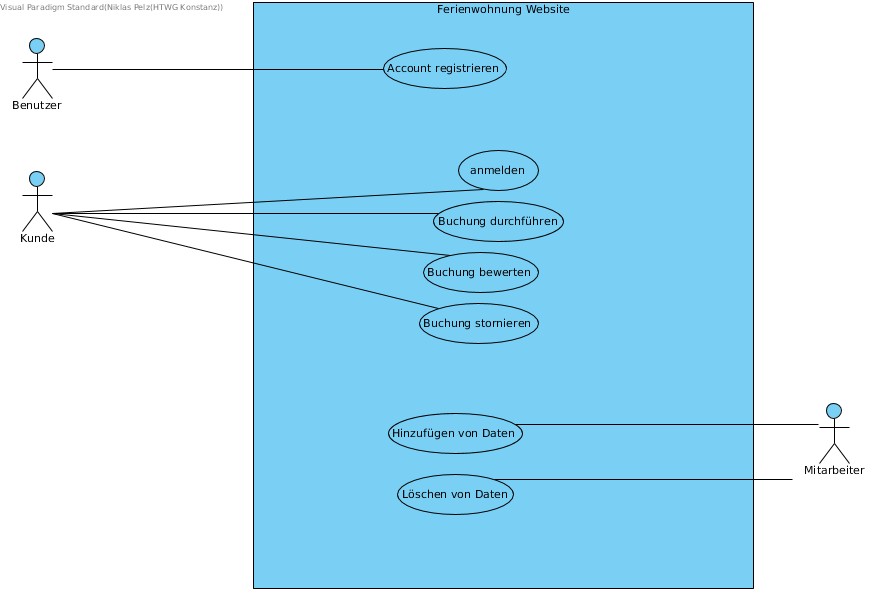 Visual Paradigm Standard(Niklas Pelz(HTWG Konstanz))
Ferienwohnung Website
Account registrieren
Benutzer
anmelden
Buchung durchführen
Kunde
Buchung bewerten
Buchung stornieren
Hinzufügen von Daten
Mitarbeiter
Löschen von Daten